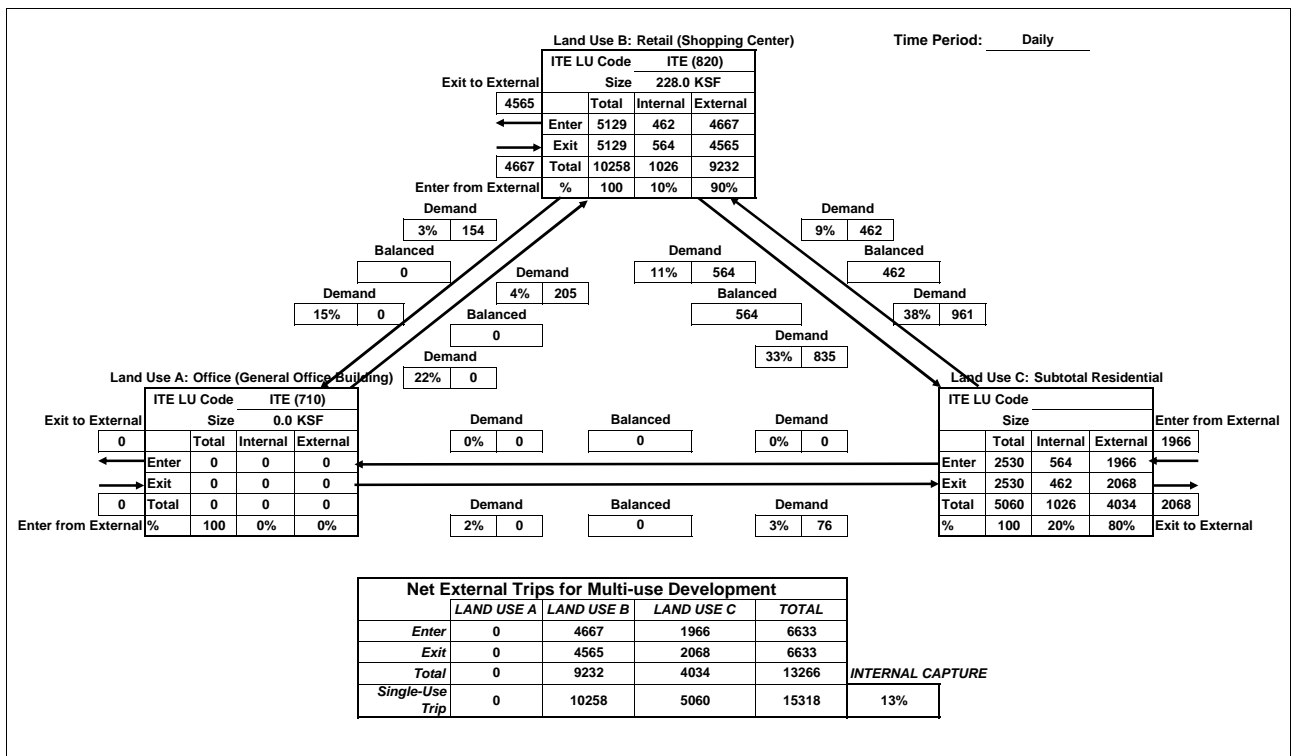 Land Use B: Retail (Shopping Center)
Time Period: Daily
ITE LU Code ITE (820)
Exit to External Size 228.0 KSF
4565 Total Internal External
Enter 5129 462 4667
Exit 5129 564 4565
4667 Total 10258 1026 9232
Enter from External % 100 10% 90%
Demand
3% 154
Balanced
0
Demand
15% 0
Demand
4% 205
Balanced
0
Demand
22% 0
Demand
11% 564
Balanced
564
Demand
33% 835
Demand
9% 462
Balanced
462
Demand
38% 961
Land Use A: Office (General Office Building)
ITE LU Code ITE (710)
Exit to External Size 0.0 KSF
0 Total Internal External
Enter 0 0 0
Exit 0 0 0
0 Total 0 0 0
Enter from External % 100 0% 0%
Demand Balanced Demand
0% 0 0 0% 0
Demand Balanced Demand
2% 0 0 3% 76
Land Use C: Subtotal Residential
ITE LU Code
Size Enter from External
Total Internal External 1966
Enter 2530 564 1966
Exit 2530 462 2068
Total 5060 1026 4034 2068
% 100 20% 80% Exit to External
Net External Trips for Multi-use Development
LAND USE A LAND USE B LAND USE C TOTAL
Enter 0 4667 1966 6633
Exit 0 4565 2068 6633
Total 0 9232 4034 13266 INTERNAL CAPTURE
Single-Use
Trip 0 10258 5060 15318 13%